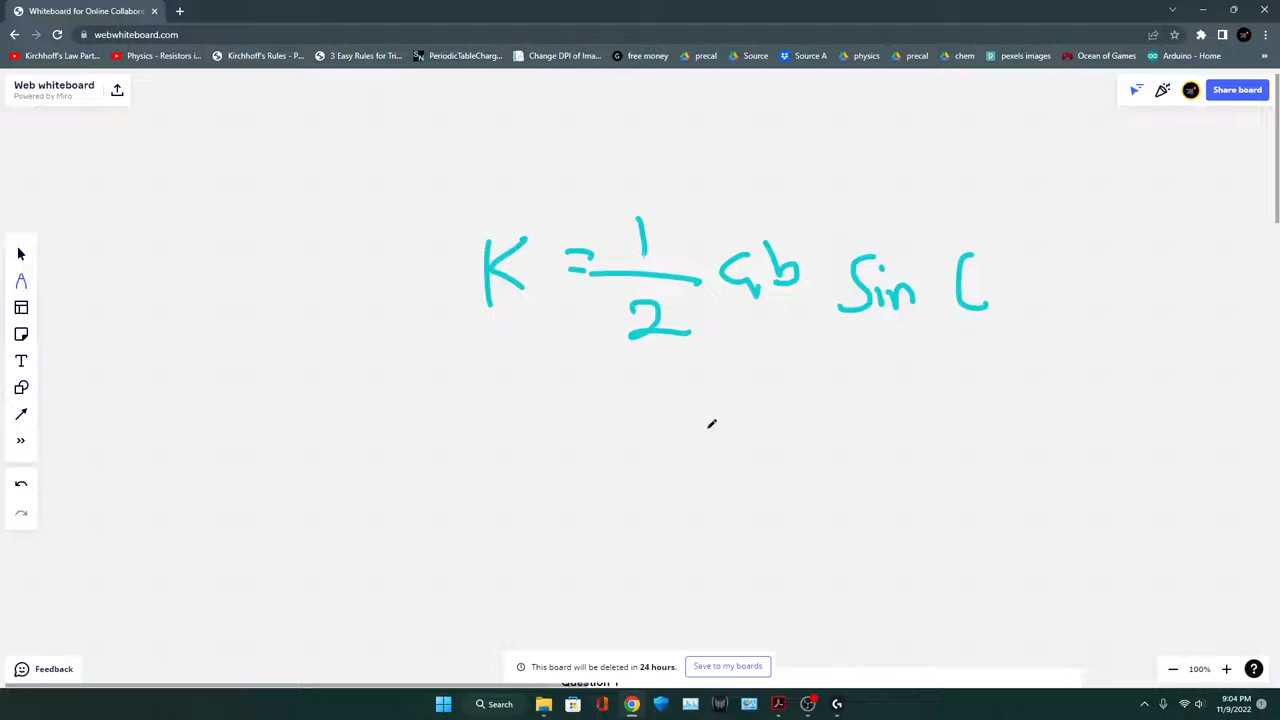 Whiteboard for Online Collabora
webwhiteboard.com
Kirchhoff's Law Part... Physics - Resistors i... Kirchhoff's Rules - P... 3 Easy Rules for Tri... PeriodicTableCharg... Change DPI of Ima... free money precal Source physics precal chem pexels images Ocean of Games Source A Arduino - Home
Web whiteboard
Powered by Miro
Share board
K = 1/2 ab Sin C
Feedback
This board will be deleted in 24 hours. Save to my boards
Question 1
100%
Search
9:04 PM
11/9/2022